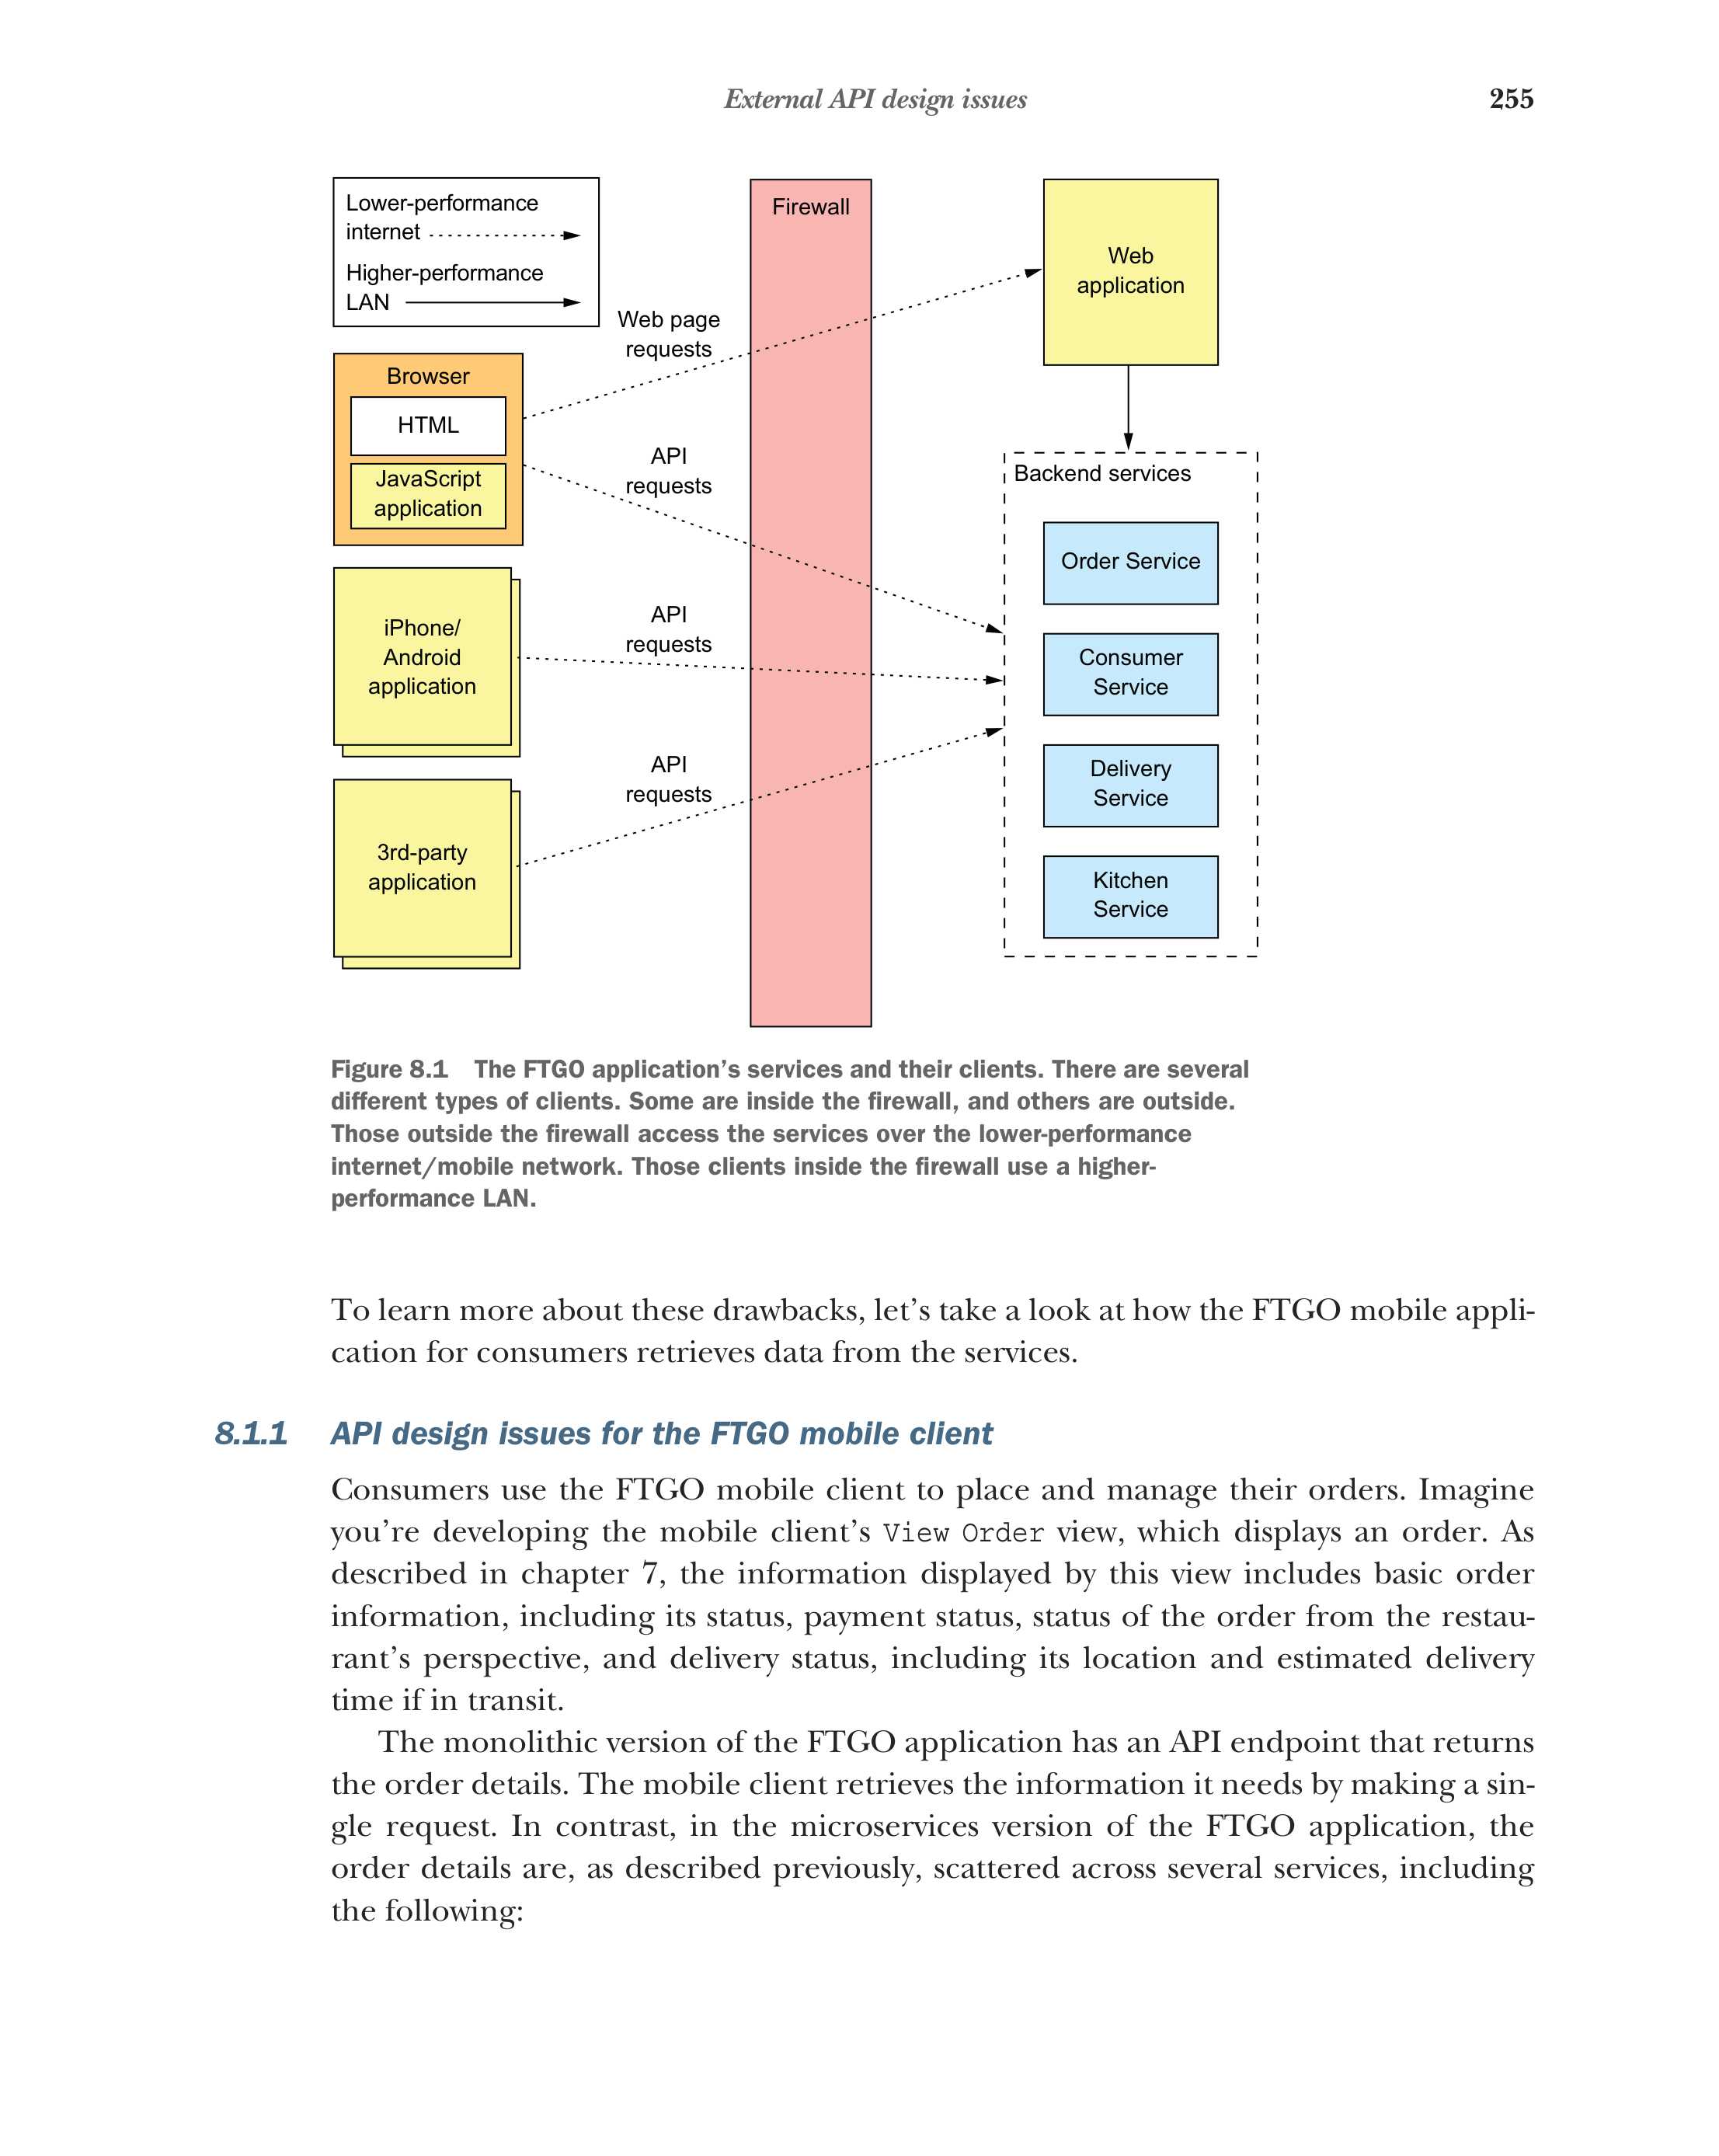 External API design issues
255
Lower-performance
internet
Higher-performance
LAN
Firewall
Web
application
Web page
requests
Browser
HTML
JavaScript
application
API
requests
Backend services
Order Service
iPhone/
Android
application
API
requests
Consumer
Service
Delivery
Service
API
requests
3rd-party
application
Kitchen
Service
Figure 8.1 The FTGO application’s services and their clients. There are several
different types of clients. Some are inside the firewall, and others are outside.
Those outside the firewall access the services over the lower-performance
internet/mobile network. Those clients inside the firewall use a higher-
performance LAN.
To learn more about these drawbacks, let’s take a look at how the FTGO mobile appli-
cation for consumers retrieves data from the services.
8.1.1 API design issues for the FTGO mobile client
Consumers use the FTGO mobile client to place and manage their orders. Imagine
you’re developing the mobile client’s View Order view, which displays an order. As
described in chapter 7, the information displayed by this view includes basic order
information, including its status, payment status, status of the order from the restau-
rant’s perspective, and delivery status, including its location and estimated delivery
time if in transit.
The monolithic version of the FTGO application has an API endpoint that returns
the order details. The mobile client retrieves the information it needs by making a sin-
gle request. In contrast, in the microservices version of the FTGO application, the
order details are, as described previously, scattered across several services, including
the following: